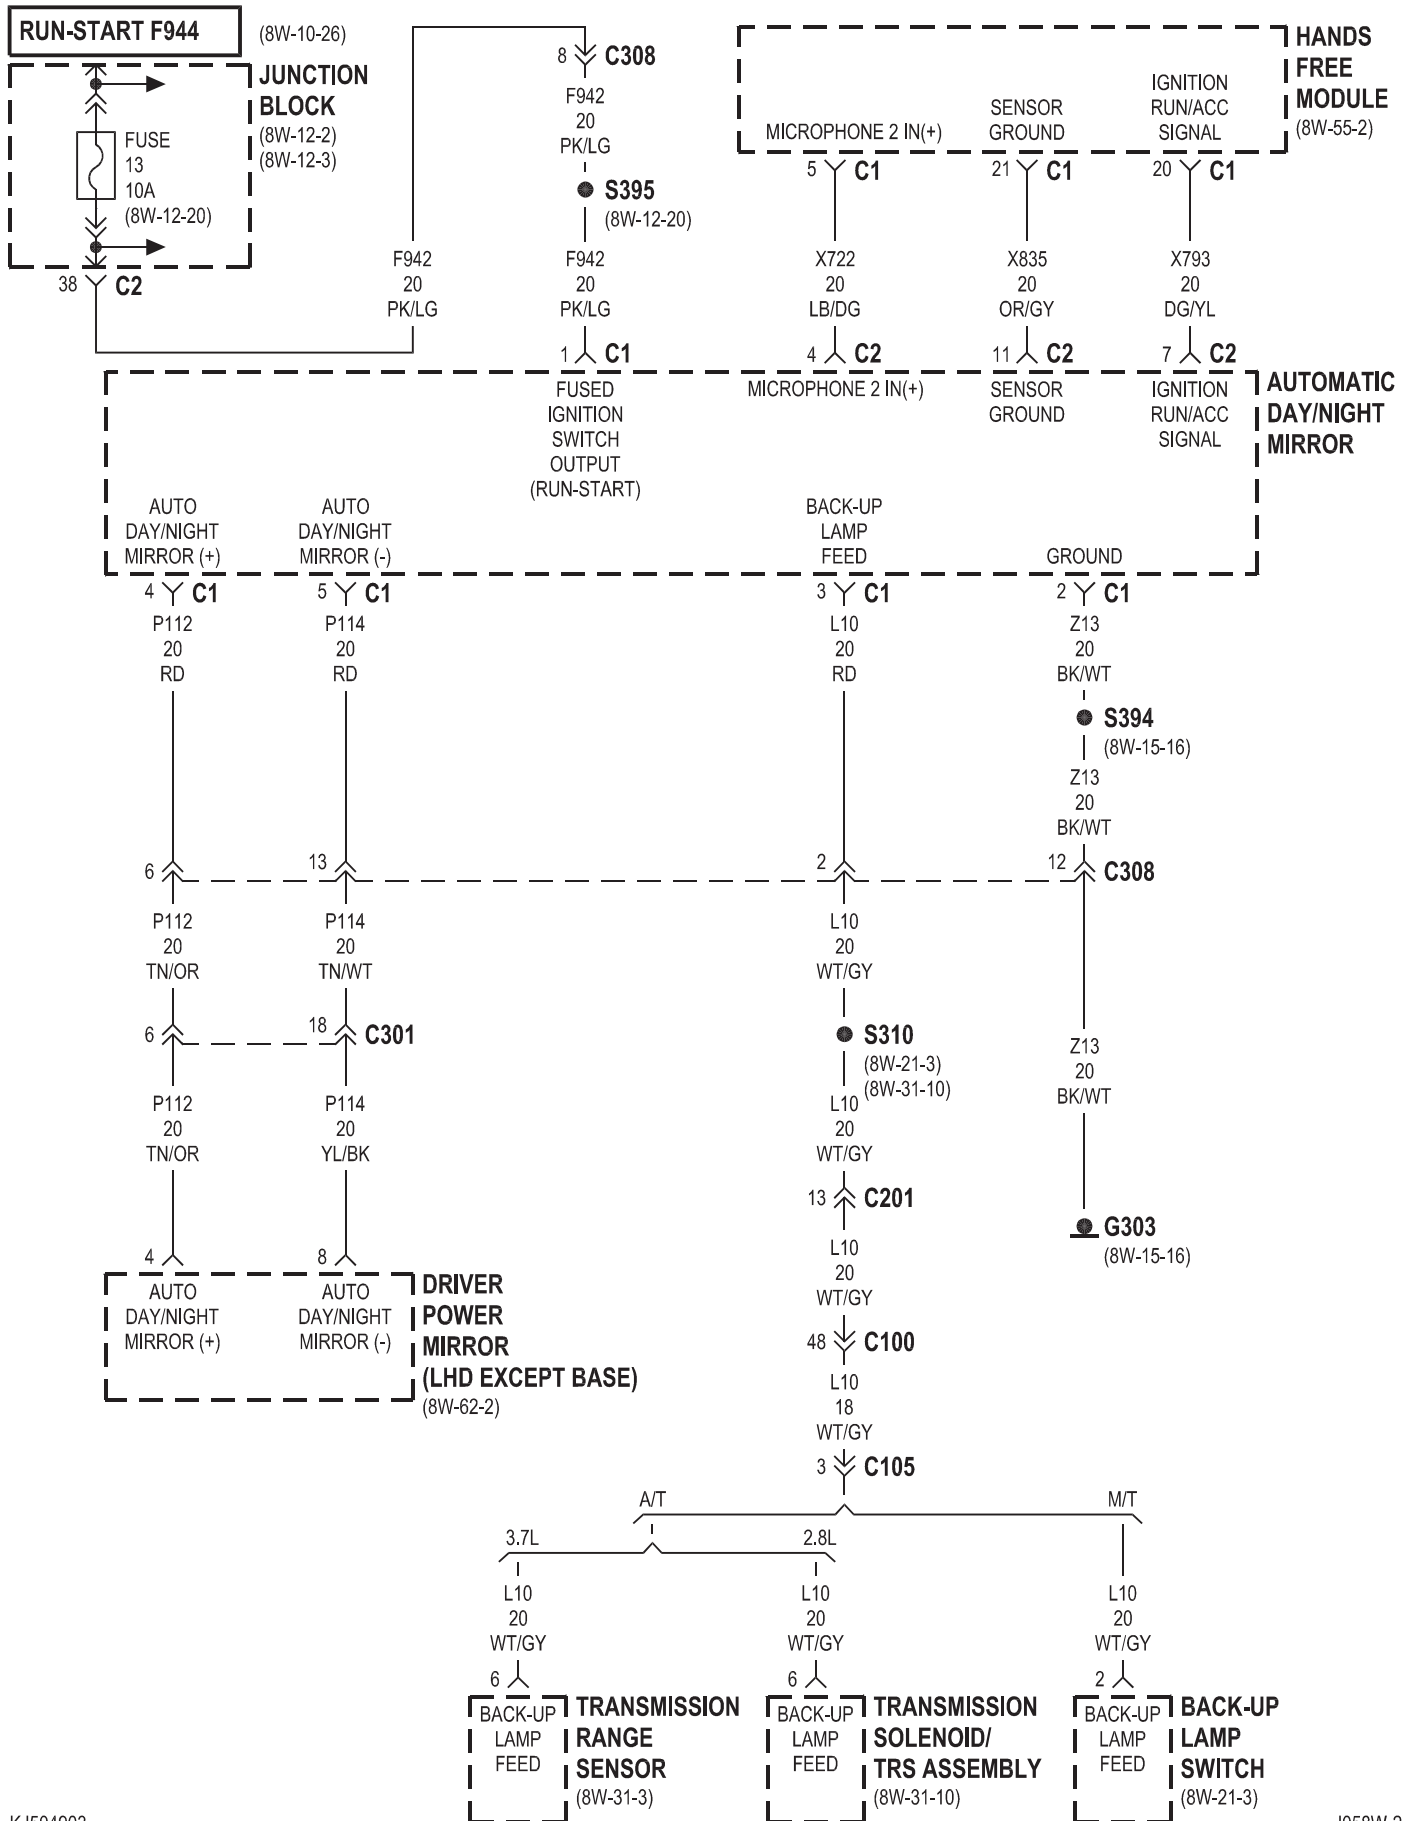 RUN-START F944
(8W-10-26)
JUNCTION
BLOCK
(8W-12-2)
(8W-12-3)
FUSE
13
10A
(8W-12-20)
38 C2
F942
20
PK/LG
8 C308
F942
20
PK/LG
S395
(8W-12-20)
F942
20
PK/LG
1 C1
HANDS
FREE
MODULE
(8W-55-2)
MICROPHONE 2 IN(+)
SENSOR
GROUND
IGNITION
RUN/ACC
SIGNAL
5 C1
21 C1
20 C1
X722
20
LB/DG
X835
20
OR/GY
X793
20
DG/YL
4 C2
11 C2
7 C2
AUTOMATIC
DAY/NIGHT
MIRROR
FUSED
IGNITION
SWITCH
OUTPUT
(RUN-START)
MICROPHONE 2 IN(+)
SENSOR
GROUND
IGNITION
RUN/ACC
SIGNAL
AUTO
DAY/NIGHT
MIRROR (+)
AUTO
DAY/NIGHT
MIRROR (-)
BACK-UP
LAMP
FEED
GROUND
4 C1
5 C1
3 C1
2 C1
P112
20
RD
P114
20
RD
L10
20
RD
Z13
20
BK/WT
S394
(8W-15-16)
Z13
20
BK/WT
6
13
2
12 C308
P112
20
TN/OR
P114
20
TN/WT
L10
20
WT/GY
6
18 C301
S310
(8W-21-3)
(8W-31-10)
Z13
20
BK/WT
P112
20
TN/OR
P114
20
YL/BK
L10
20
WT/GY
13 C201
G303
(8W-15-16)
4
8
AUTO
DAY/NIGHT
MIRROR (+)
AUTO
DAY/NIGHT
MIRROR (-)
DRIVER
POWER
MIRROR
(LHD EXCEPT BASE)
(8W-62-2)
L10
20
WT/GY
48 C100
L10
18
WT/GY
3 C105
A/T
M/T
3.7L
2.8L
L10
20
WT/GY
L10
20
WT/GY
L10
20
WT/GY
6
6
2
BACK-UP
LAMP
FEED
TRANSMISSION
RANGE
SENSOR
(8W-31-3)
BACK-UP
LAMP
FEED
TRANSMISSION
SOLENOID/
TRS ASSEMBLY
(8W-31-10)
BACK-UP
LAMP
FEED
BACK-UP
LAMP
SWITCH
(8W-21-3)